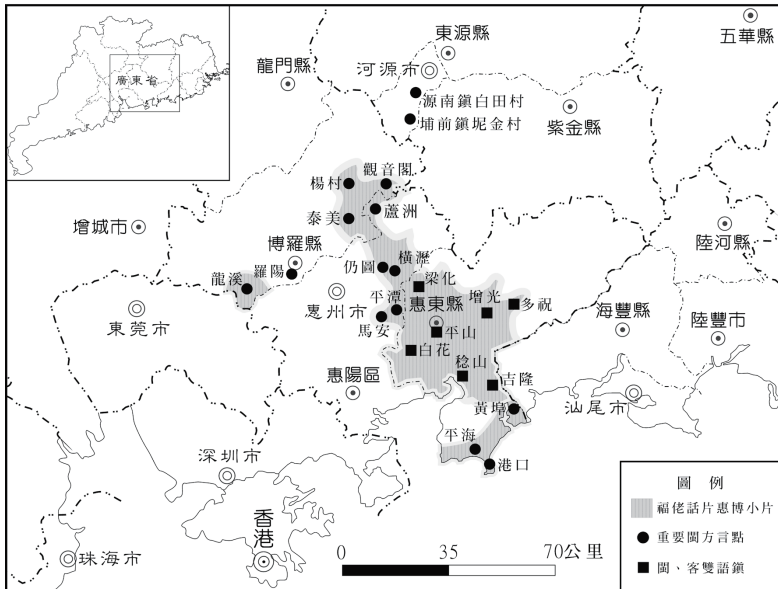 廣東省
東源縣
五華縣
龍門縣
河源市
源南鎮白田村
埔前鎮坭金村
紫金縣
楊村
觀音閣
蘆洲
泰美
增城市
博羅縣
陸河縣
羅陽
龍溪
仍圖
橫瀝
梁化
平潭
惠州市
惠東縣
增光
多祝
馬安
平山
海豐縣
陸豐市
東莞市
白花
稔山
吉隆
惠陽區
黃埠
汕尾市
平海
港口
深圳市
香港
珠海市
0
35
70公里
圖例
福佬話片惠博小片
重要閩方言點
閩、客雙語鎮